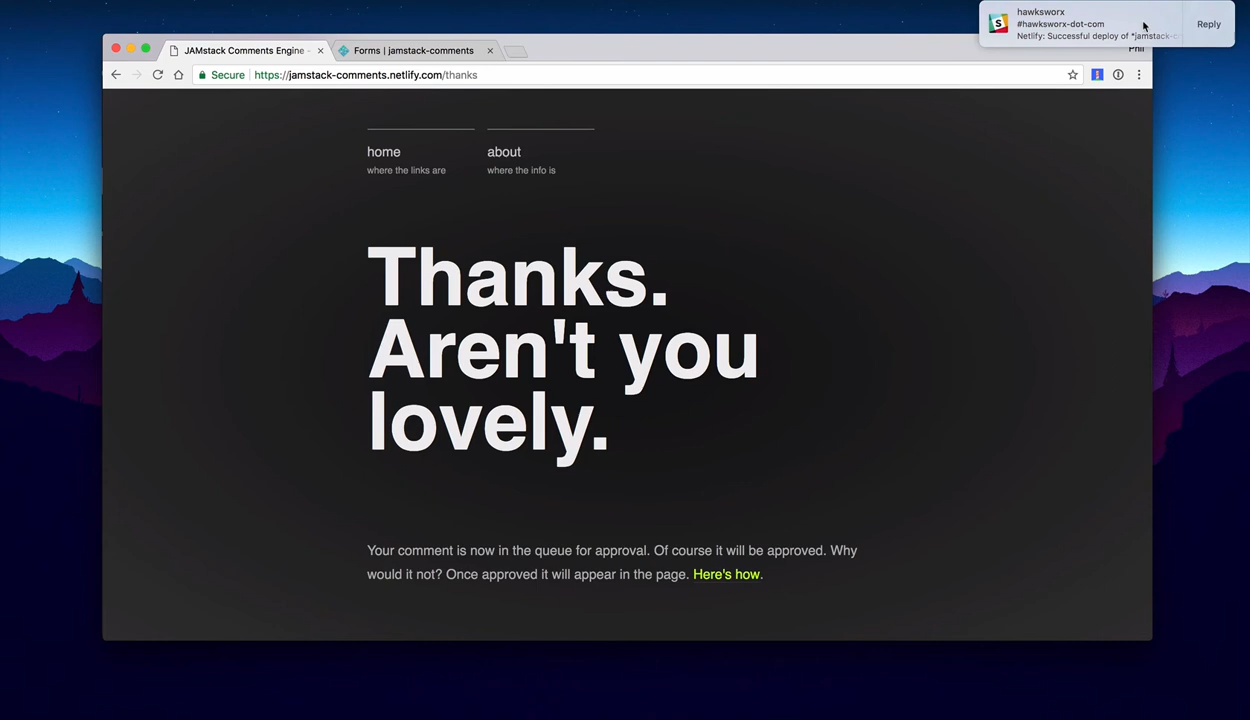 hawksworx
#hawksworx-dot-com
Netlify: Successful deploy of *jamstack-c
Reply
JAMstack Comments Engine -
Forms | jamstack-comments
Phil
Secure
https://jamstack-comments.netlify.com/thanks
home
about
where the links are
where the info is
Thanks.
Aren't you
lovely.
Your comment is now in the queue for approval. Of course it will be approved. Why
would it not? Once approved it will appear in the page. Here's how.